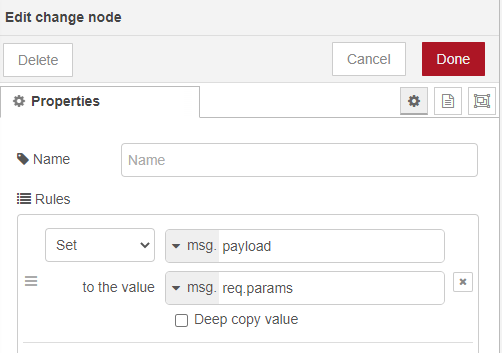 Edit change node
Delete Cancel Done
Properties
Name Name
Rules
Set msg. payload
to the value msg. req.params
Deep copy value